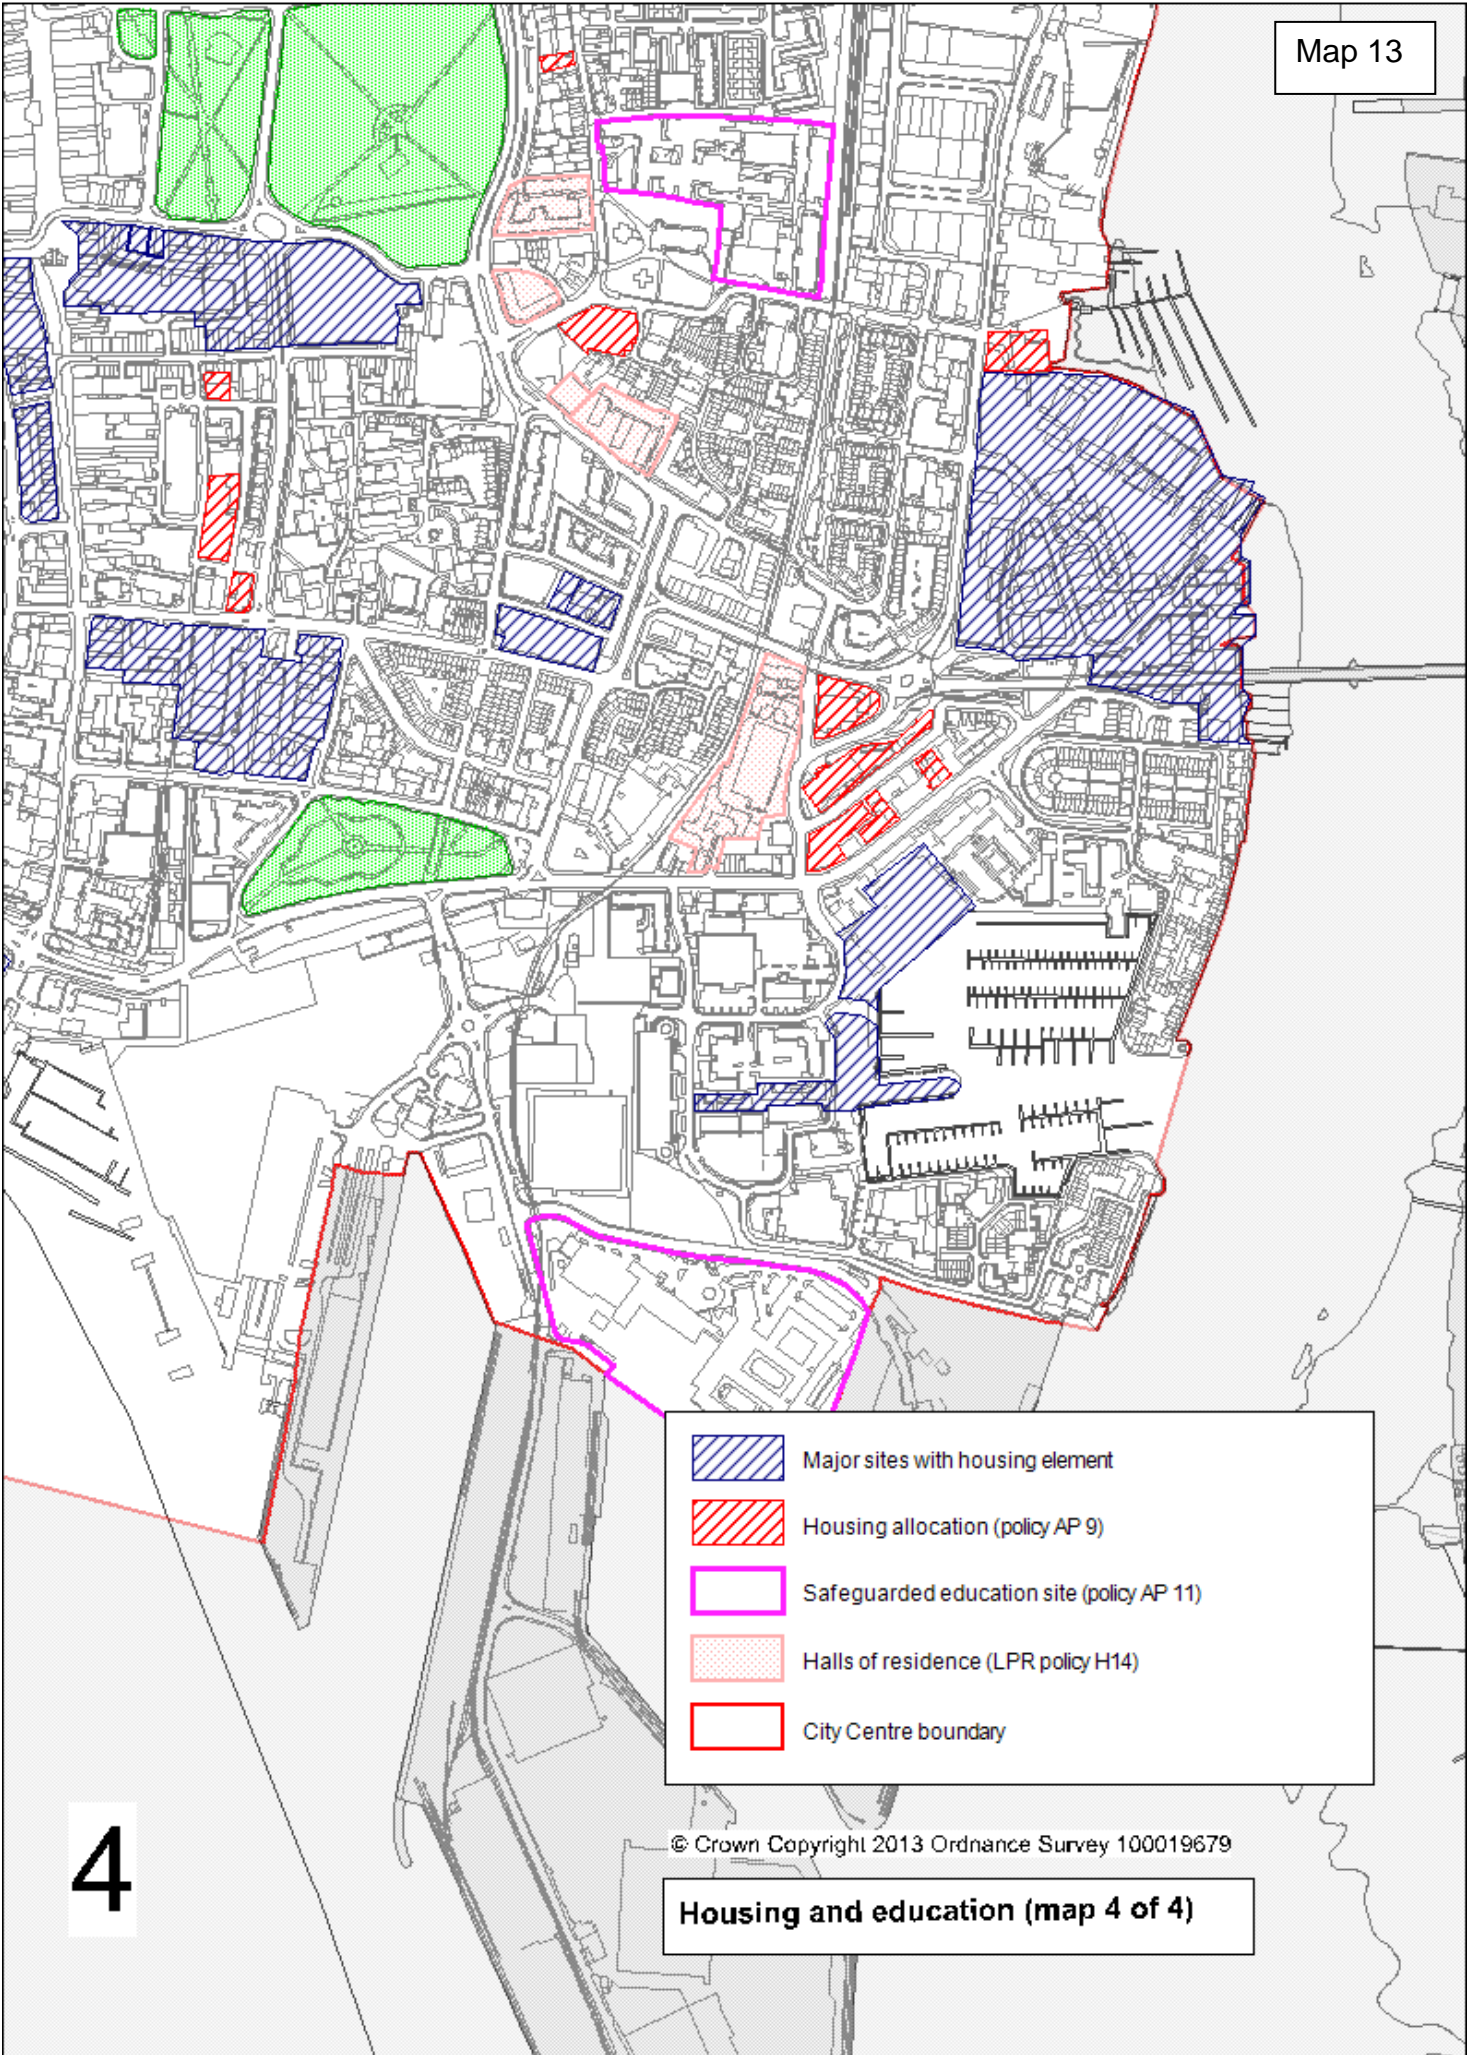 Map 13
Major sites with housing element
Housing allocation (policy AP 9)
Safeguarded education site (policy AP 11)
Halls of residence (LPR policy H14)
City Centre boundary
© Crown Copyright 2013 Ordnance Survey 100019679
4
Housing and education (map 4 of 4)